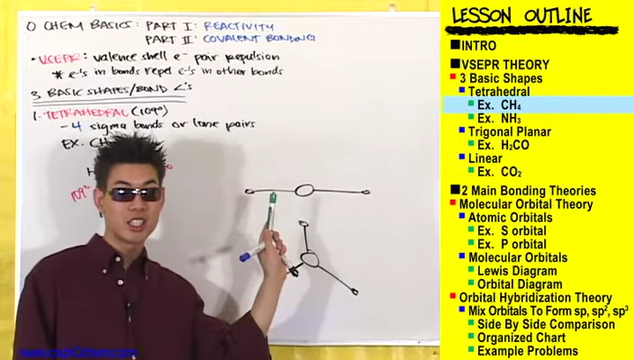 O CHEM BASICS: PART I: REACTIVITY
PART II: COVALENT BONDING
• VSEPR: valence shell e⁻ pair repulsion
* e⁻'s in bonds repel e⁻'s in other bonds
3 BASIC SHAPES/BOND ∠'s
1. TETRAHEDRAL (109°)
- 4 sigma bonds or lone pairs
EX. CH
H
109°
LESSON OUTLINE
INTRO
VSEPR THEORY
3 Basic Shapes
Tetrahedral
Ex. CH₄
Ex. NH₃
Trigonal Planar
Ex. H₂CO
Linear
Ex. CO₂
2 Main Bonding Theories
Molecular Orbital Theory
Atomic Orbitals
Ex. S orbital
Ex. P orbital
Molecular Orbitals
Lewis Diagram
Orbital Diagram
Orbital Hybridization Theory
Mix Orbitals To Form sp, sp², sp³
Side By Side Comparison
Organized Chart
Example Problems